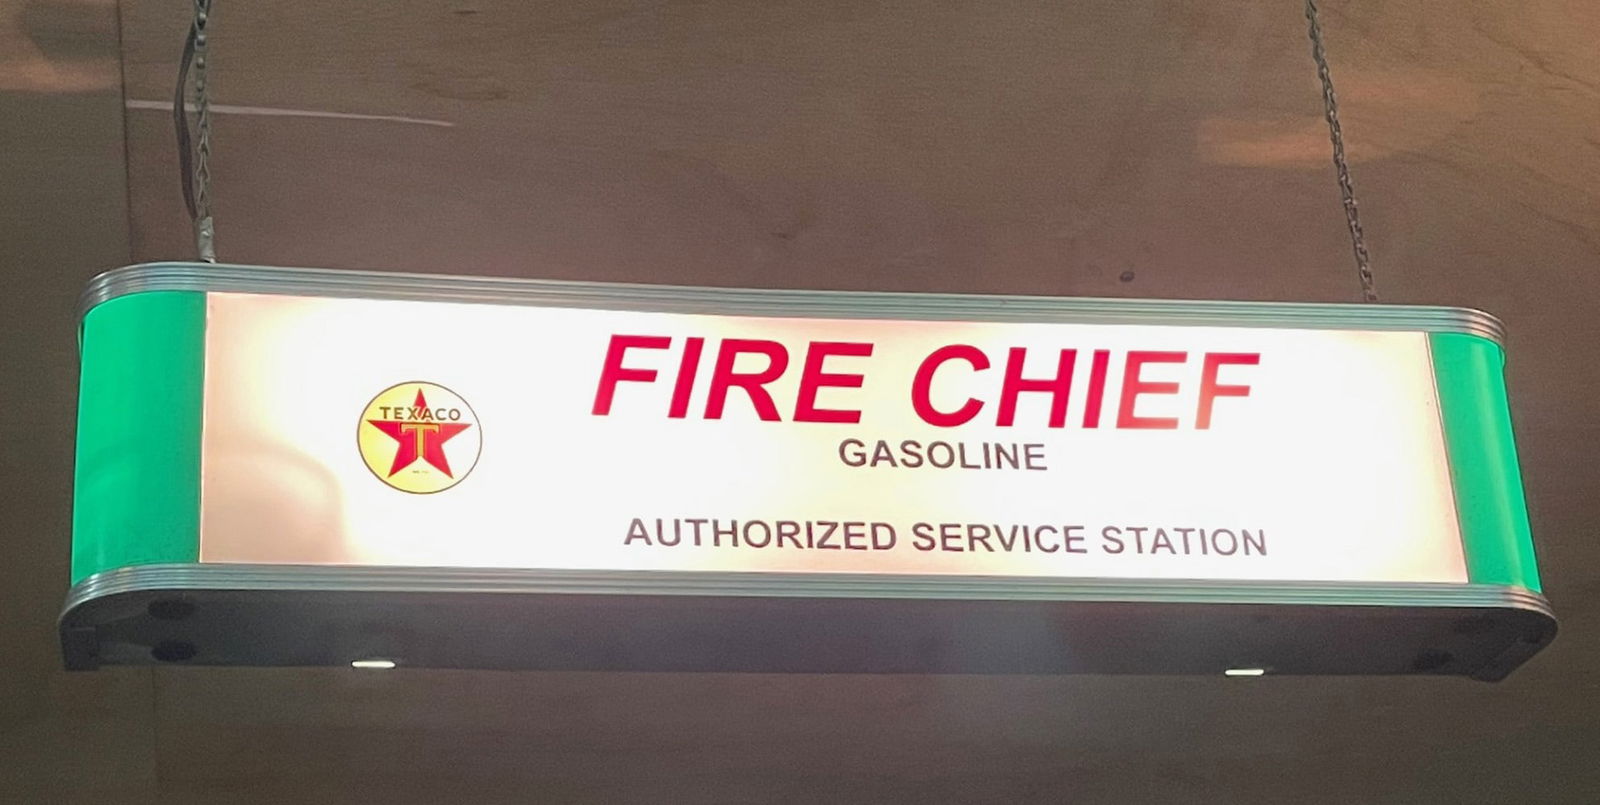 TEXACO
T
FIRE CHIEF
GASOLINE
AUTHORIZED SERVICE STATION